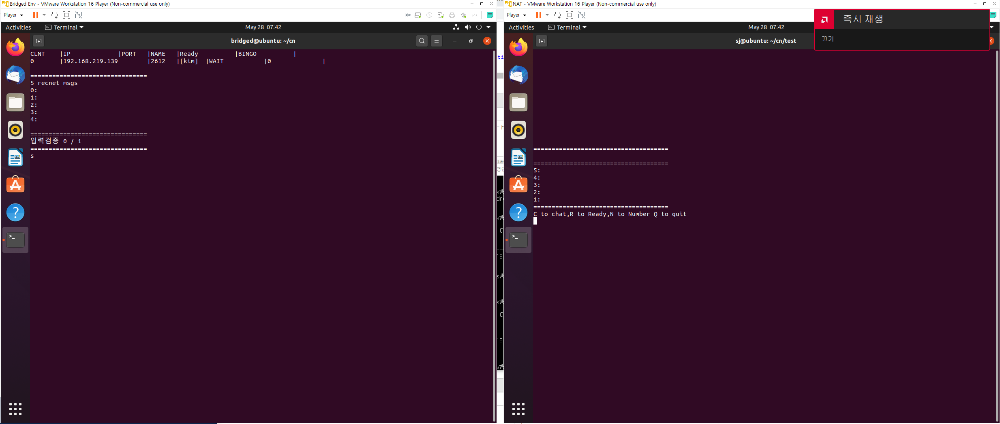 Bridged Env - VMware Workstation 16 Player (Non-commercial use only)
Player
Activities
Terminal
May 28 07:42
bridged@ubuntu: ~/cn
CLNT |IP |PORT |NAME |Ready |BINGO |
0 |192.168.219.139 |2612 |[kim] |WAIT |0 |
================================
5 recnet msgs
0:
1:
2:
3:
4:
================================
입력검증 0 / 1
================================
s
NAT - VMware Workstation 16 Player (Non-commercial use only)
Player
즉시 재생
끄기
Activities
Terminal
May 28 07:42
sj@ubuntu: ~/cn/test
=====================================
=====================================
5:
4:
3:
2:
1:
=====================================
C to chat,R to Ready,N to Number Q to quit